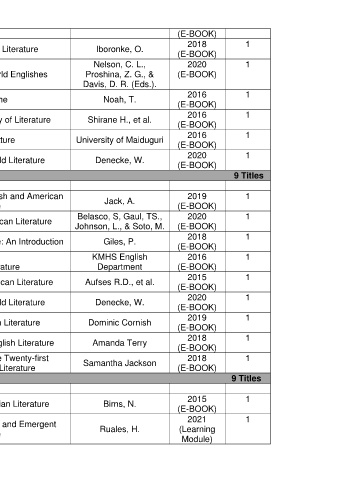 (E-BOOK)
Literature Iboronke, O. 2018 (E-BOOK) 1
rld Englishes Nelson, C. L., Proshina, Z. G., & Davis, D. R. (Eds.). 2020 (E-BOOK) 1
ne Noah, T. 2016 (E-BOOK) 1
y of Literature Shirane H., et al. 2016 (E-BOOK) 1
ture University of Maiduguri 2016 (E-BOOK) 1
ld Literature Denecke, W. 2020 (E-BOOK) 1
9 Titles
sh and American Jack, A. 2019 (E-BOOK) 1
can Literature Belasco, S, Gaul, TS., Johnson, L., & Soto, M. 2020 (E-BOOK) 1
e: An Introduction Giles, P. 2018 (E-BOOK) 1
rature KMHS English Department 2016 (E-BOOK) 1
can Literature Aufses R.D., et al. 2015 (E-BOOK) 1
ld Literature Denecke, W. 2020 (E-BOOK) 1
n Literature Dominic Cornish 2019 (E-BOOK) 1
glish Literature Amanda Terry 2018 (E-BOOK) 1
e Twenty-first Literature Samantha Jackson 2018 (E-BOOK) 1
9 Titles
ian Literature Birns, N. 2015 (E-BOOK) 1
and Emergent Ruales, H. 2021 (Learning Module) 1